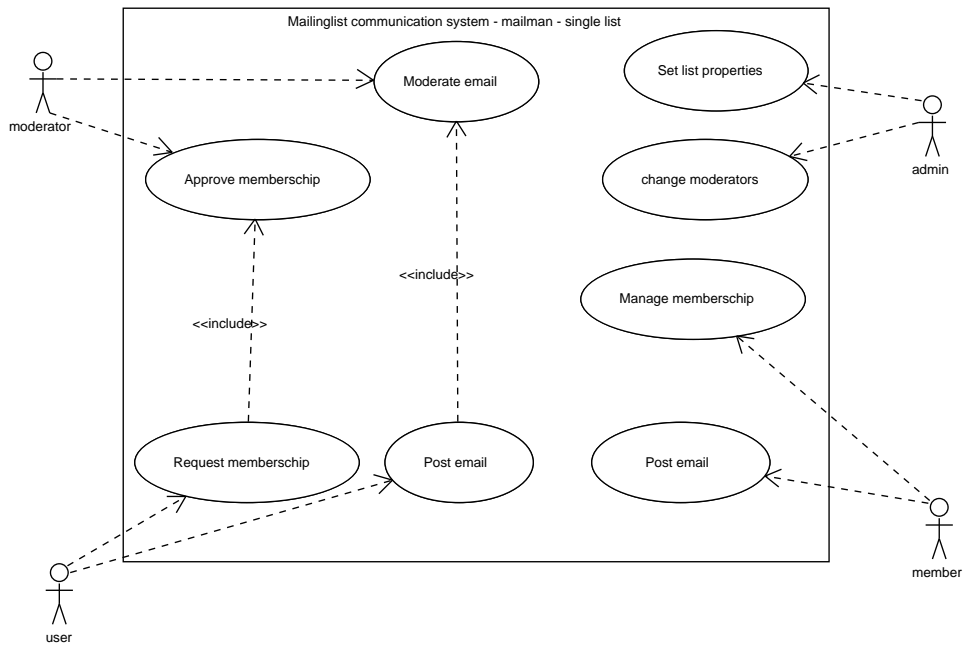 Mailinglist communication system - mailman - single list
Moderate email
Set list properties
moderator
admin
Approve memberschip
change moderators
<<include>>
Manage memberschip
<<include>>
Request memberschip
Post email
Post email
member
user